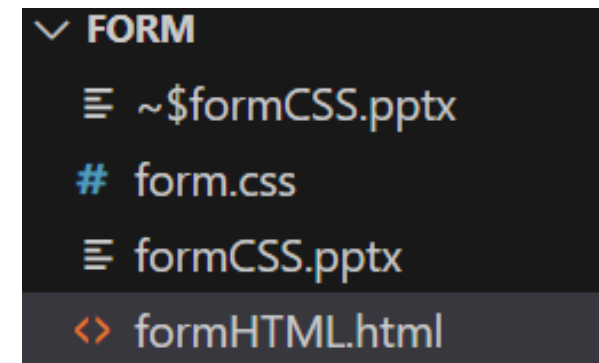 FORM
~$formCSS.pptx
# form.css
formCSS.pptx
<> formHTML.html